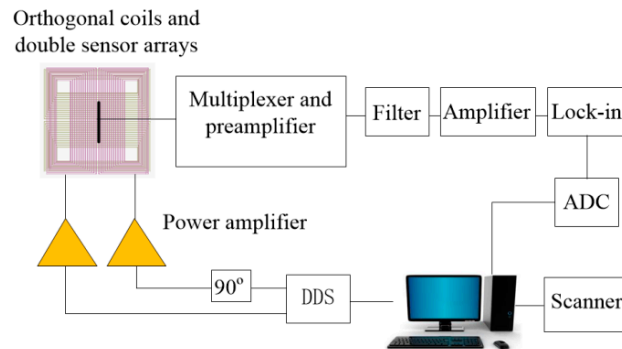 Orthogonal coils and
double sensor arrays
Multiplexer and
preamplifier
Filter
Amplifier
Lock-in
ADC
Power amplifier
90°
DDS
Scanner